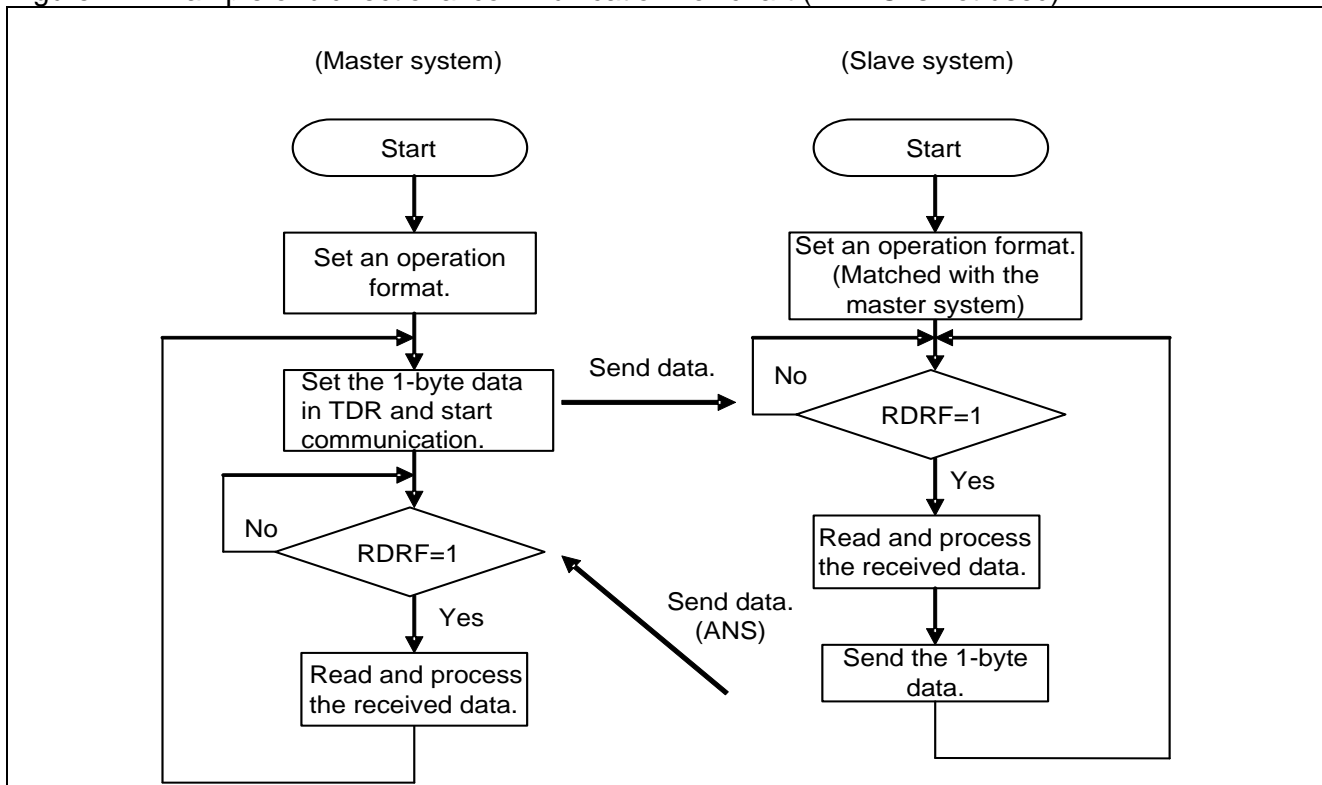 (Master system)
(Slave system)
Start
Start
Set an operation
format.
Set an operation format.
(Matched with the
master system)
Set the 1-byte data
in TDR and start
communication.
Send data.
No
RDRF=1
Yes
No
RDRF=1
Yes
Read and process
the received data.
Send data.
(ANS)
Read and process
the received data.
Send the 1-byte
data.